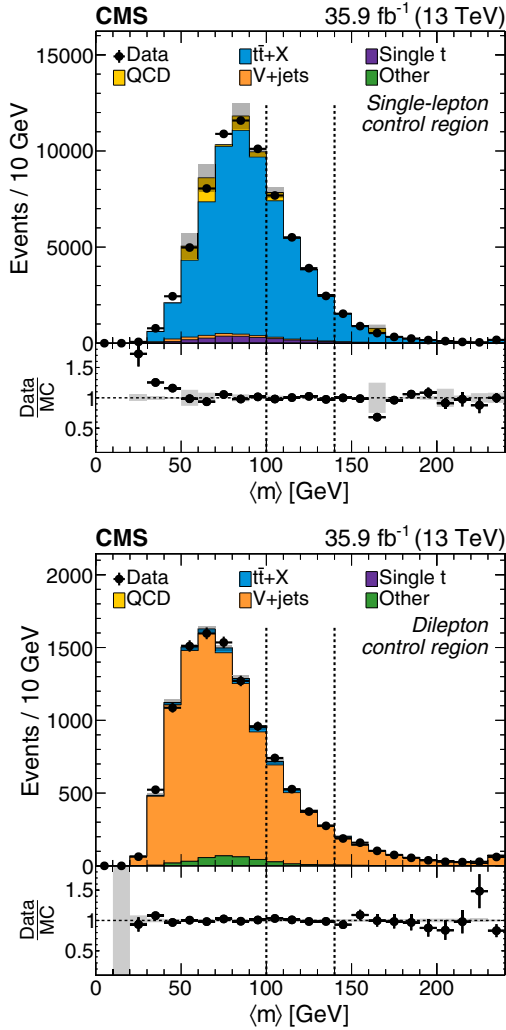 CMS 35.9 fb⁻¹ (13 TeV)
15000
10000
5000
0
Events / 10 GeV
Data tt̄+X Single t
QCD V+jets Other
Single-lepton
control region
1.5
1
0.5
Data
MC
0 50 100 150 200
⟨m⟩ [GeV]
CMS 35.9 fb⁻¹ (13 TeV)
2000
1500
1000
500
0
Events / 10 GeV
Data tt̄+X Single t
QCD V+jets Other
Dilepton
control region
1.5
1
0.5
Data
MC
0 50 100 150 200
⟨m⟩ [GeV]